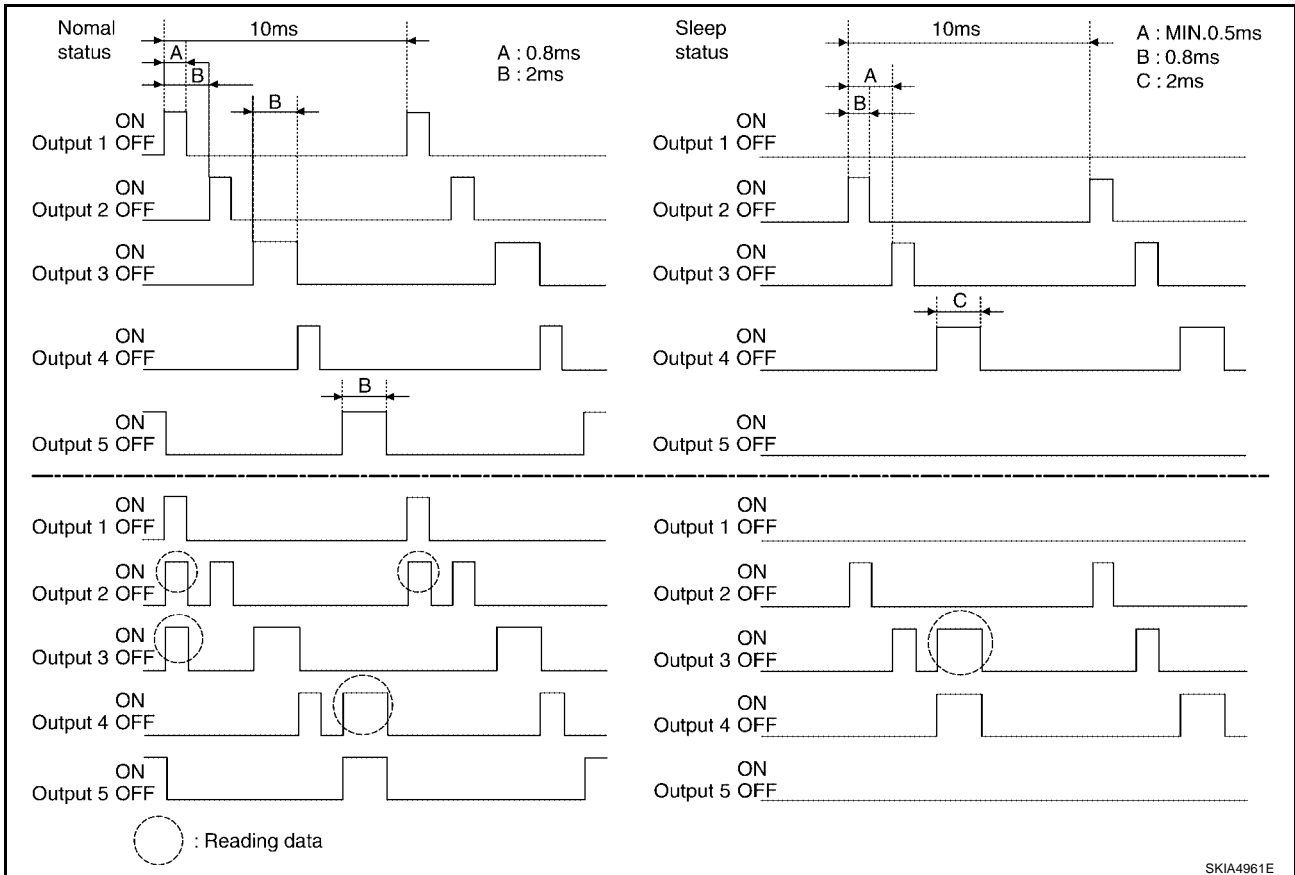 Nomal
status
10ms
A
B
B
A : 0.8ms
B : 2ms
ON
Output 1 OFF
ON
Output 2 OFF
ON
Output 3 OFF
ON
Output 4 OFF
B
ON
Output 5 OFF
Sleep
status
10ms
A
B
A : MIN.0.5ms
B : 0.8ms
C : 2ms
ON
Output 1 OFF
ON
Output 2 OFF
ON
Output 3 OFF
C
ON
Output 4 OFF
ON
Output 5 OFF
ON
Output 1 OFF
ON
Output 2 OFF
ON
Output 3 OFF
ON
Output 4 OFF
ON
Output 5 OFF
: Reading data
ON
Output 1 OFF
ON
Output 2 OFF
ON
Output 3 OFF
ON
Output 4 OFF
ON
Output 5 OFF
SKIA4961E